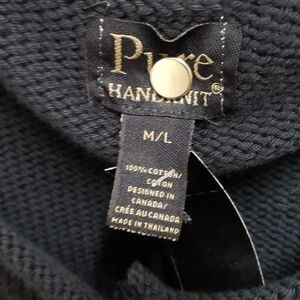 Pure
HANDKNIT®
M/L
100% COTTON/
COTON
DESIGNED IN
CANADA/
CRÉE AU CANADA
MADE IN THAILAND